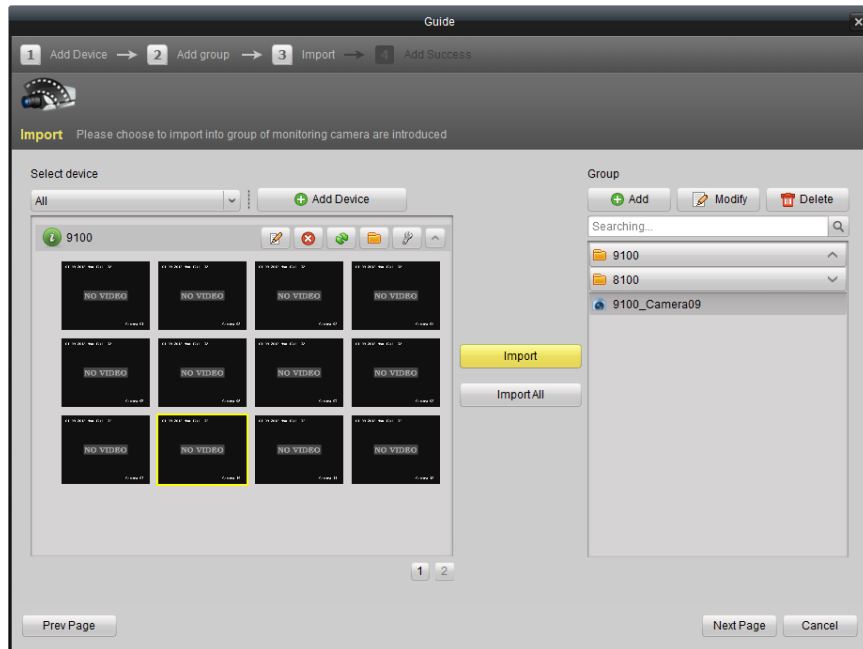 Guide
1 Add Device 2 Add group 3 Import 4 Add Success
Import Please choose to import into group of monitoring camera are introduced
Select device
All
Add Device
9100
NO VIDEO NO VIDEO NO VIDEO NO VIDEO
NO VIDEO NO VIDEO NO VIDEO NO VIDEO
NO VIDEO NO VIDEO NO VIDEO NO VIDEO
1 2
Import
Import All
Group
Add Modify Delete
Searching...
9100
8100
9100_Camera09
Prev Page
Next Page Cancel